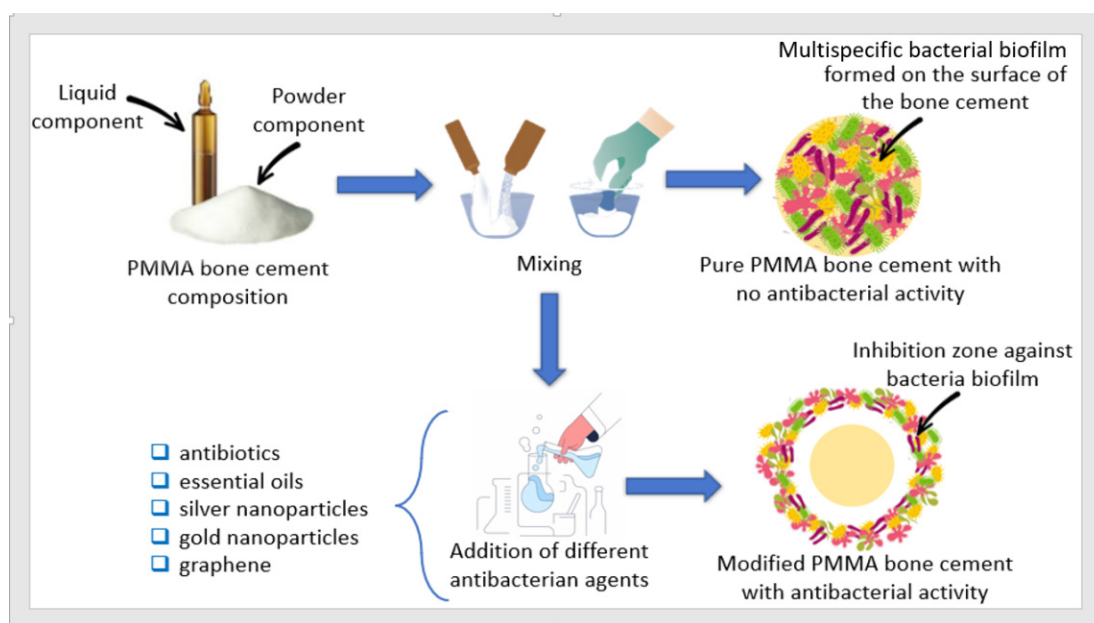 Liquid
component
Powder
component
PMMA bone cement
composition
Mixing
Multispecific bacterial biofilm
formed on the surface of
the bone cement
Pure PMMA bone cement with
no antibacterial activity
antibiotics
essential oils
silver nanoparticles
gold nanoparticles
graphene
Addition of different
antibacterian agents
Inhibition zone against
bacteria biofilm
Modified PMMA bone cement
with antibacterial activity